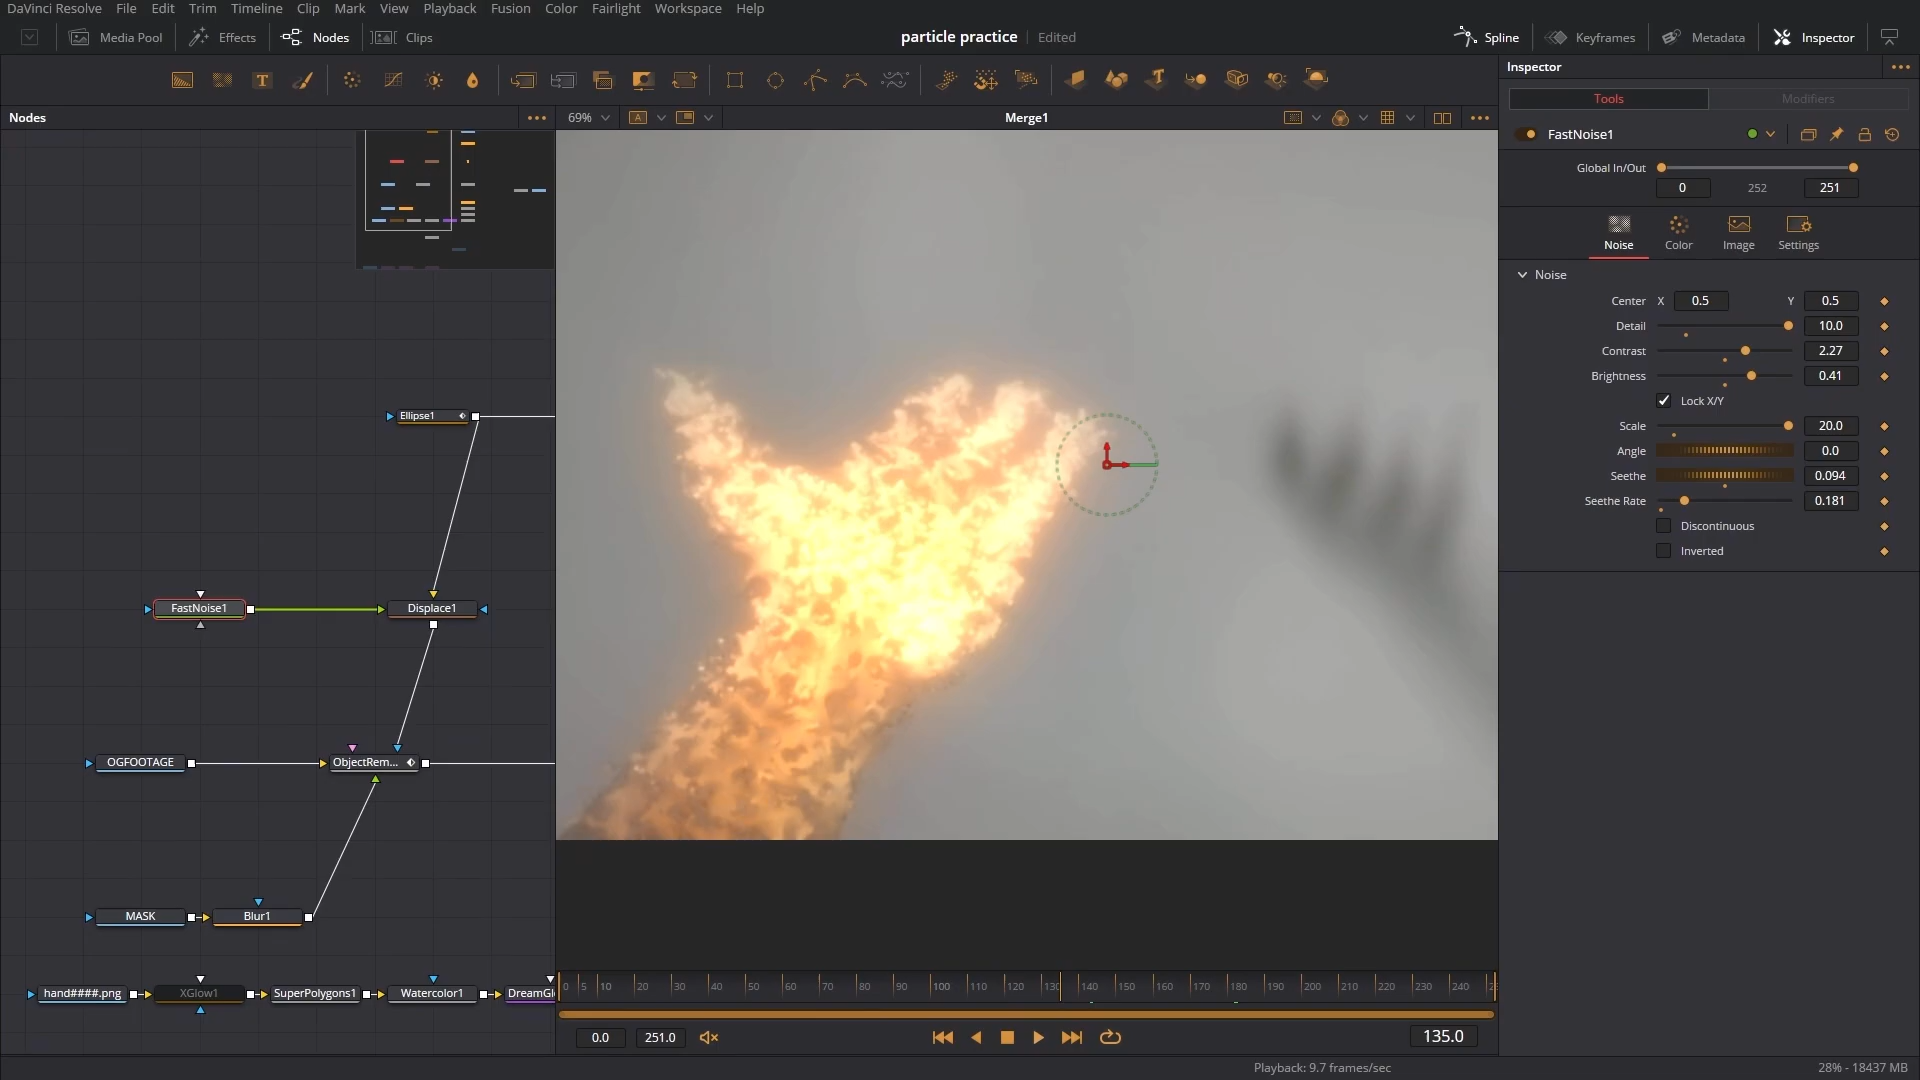 DaVinci Resolve File Edit Trim Timeline Clip Mark View Playback Fusion Color Fairlight Workspace Help
Media Pool Effects Nodes Clips particle practice Edited Spline Keyframes Metadata Inspector
T T
Inspector
Nodes 69% A Merge1
Tools Modifiers
FastNoise1
Global In/Out
0 252 251
Noise Color Image Settings
Noise
Center X 0.5 Y 0.5
Detail 10.0
Contrast 2.27
Brightness 0.41
Lock X/Y
Scale 20.0
Angle 0.0
Seethe 0.094
Seethe Rate 0.181
Discontinuous
Inverted
Ellipse1
FastNoise1 Displace1
OGFOOTAGE ObjectRem...
MASK Blur1
hand####.png XGlow1 SuperPolygons1 Watercolor1 DreamGl
0 5 10 20 30 40 50 60 70 80 90 100 110 120 130 140 150 160 170 180 190 200 210 220 230 240
0.0 251.0 135.0
Playback: 9.7 frames/sec 28% - 18437 MB